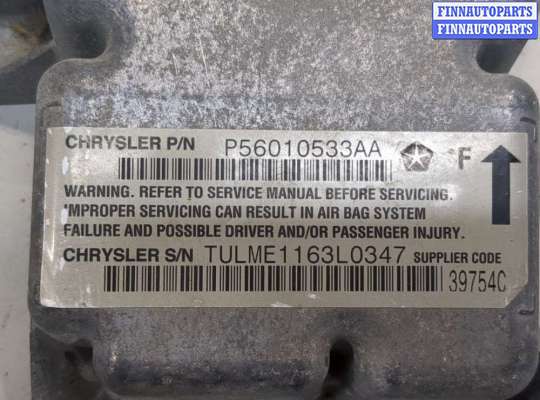 FINNAUTOPARTS
FINNAUTOPARTS
FINNAUTOPARTS
CHRYSLER P/N P56010533AA F
WARNING. REFER TO SERVICE MANUAL BEFORE SERVICING.
IMPROPER SERVICING CAN RESULT IN AIR BAG SYSTEM
FAILURE AND POSSIBLE DRIVER AND/OR PASSENGER INJURY.
CHRYSLER S/N TULME1163L0347 SUPPLIER CODE
39754C